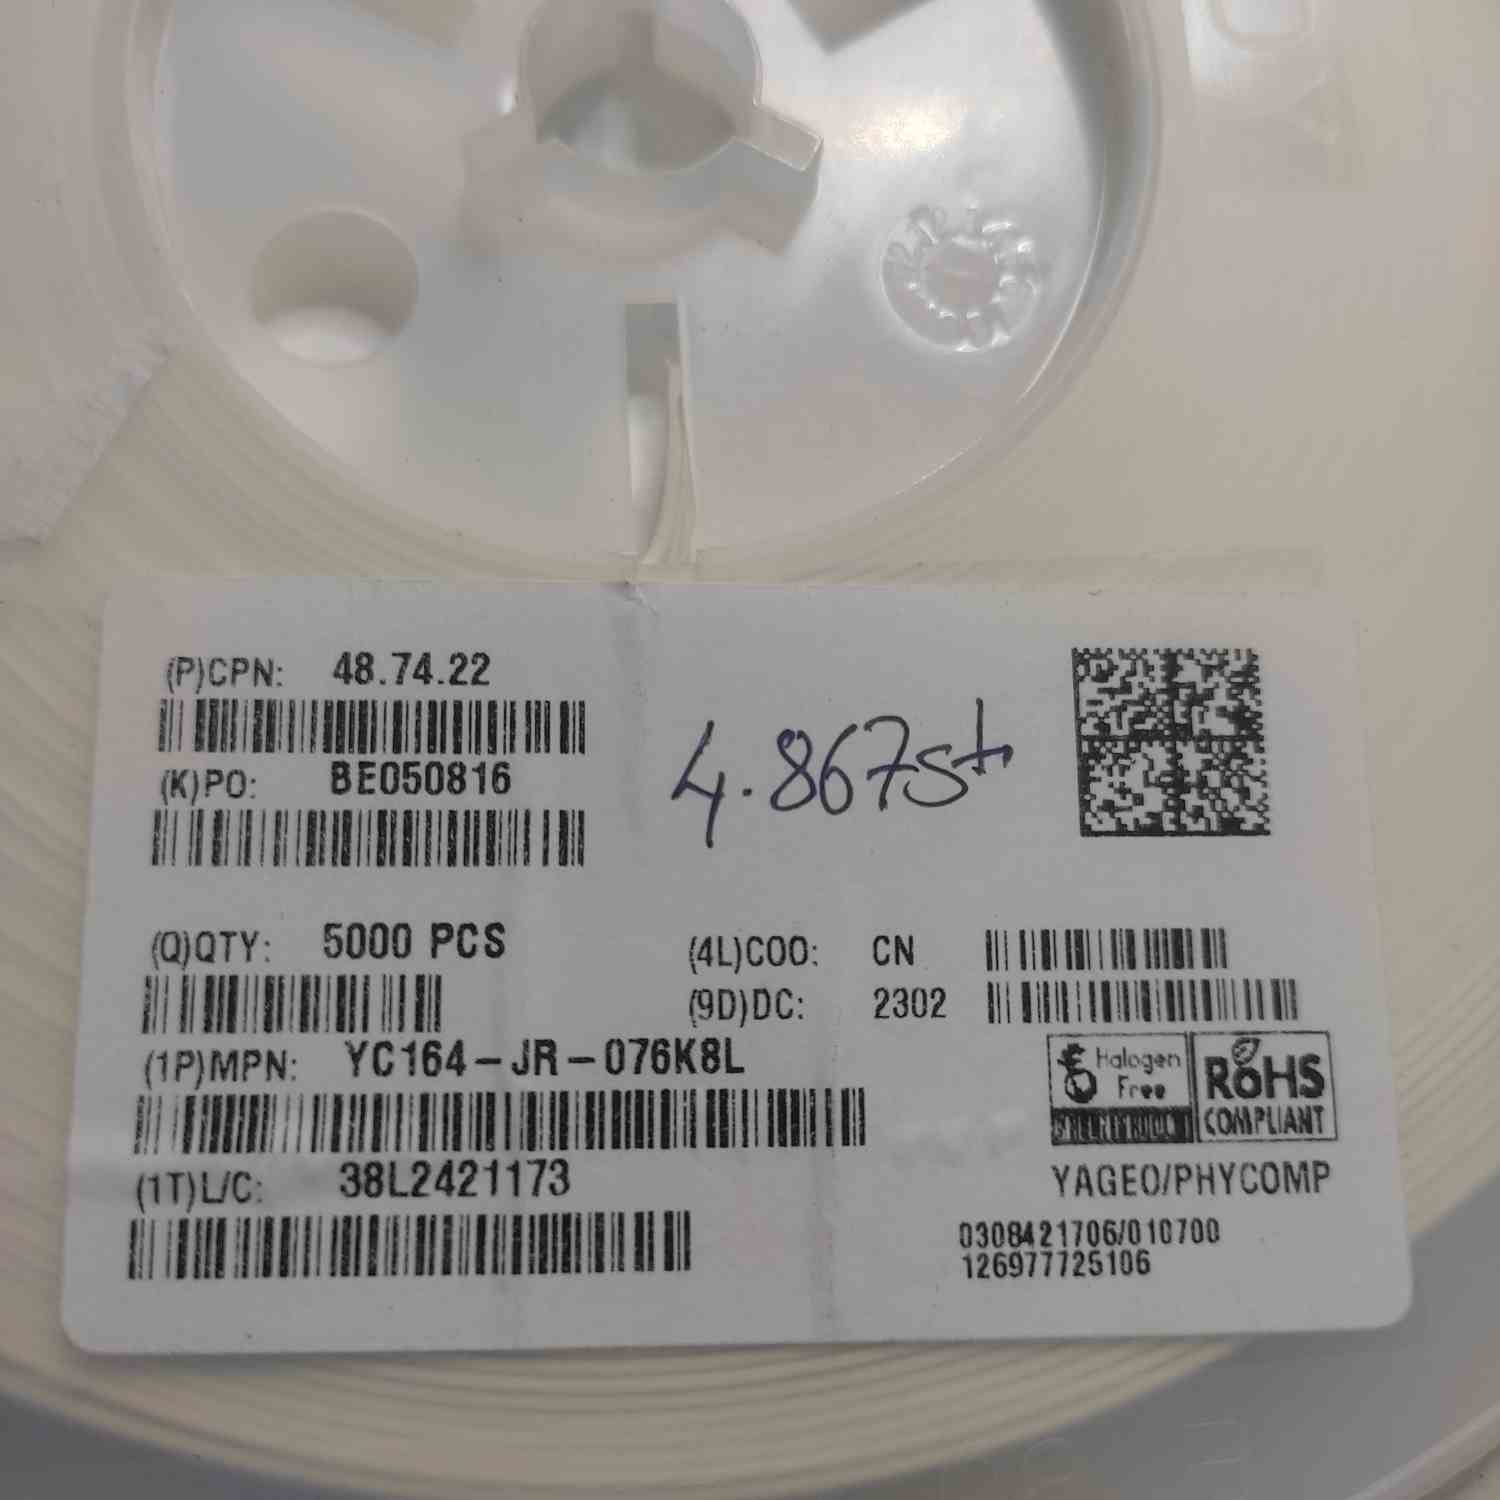 (P)CPN: 48.74.22
(K)PO: BE050816
4.867st
(Q)QTY: 5000 PCS
(4L)COO: CN
(9D)DC: 2302
(1P)MPN: YC164-JR-076K8L
Halogen
Free
RoHS
COMPLIANT
(1T)L/C: 38L2421173
YAGEO/PHYCOMP
0308421706/010700
126977725106